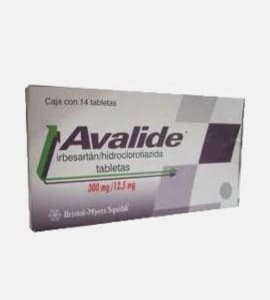 Caja con 14 tabletas
Avalide
irbesartán/hidroclorotiazida
tabletas
300 mg/12.5 mg
Bristol-Myers Squibb